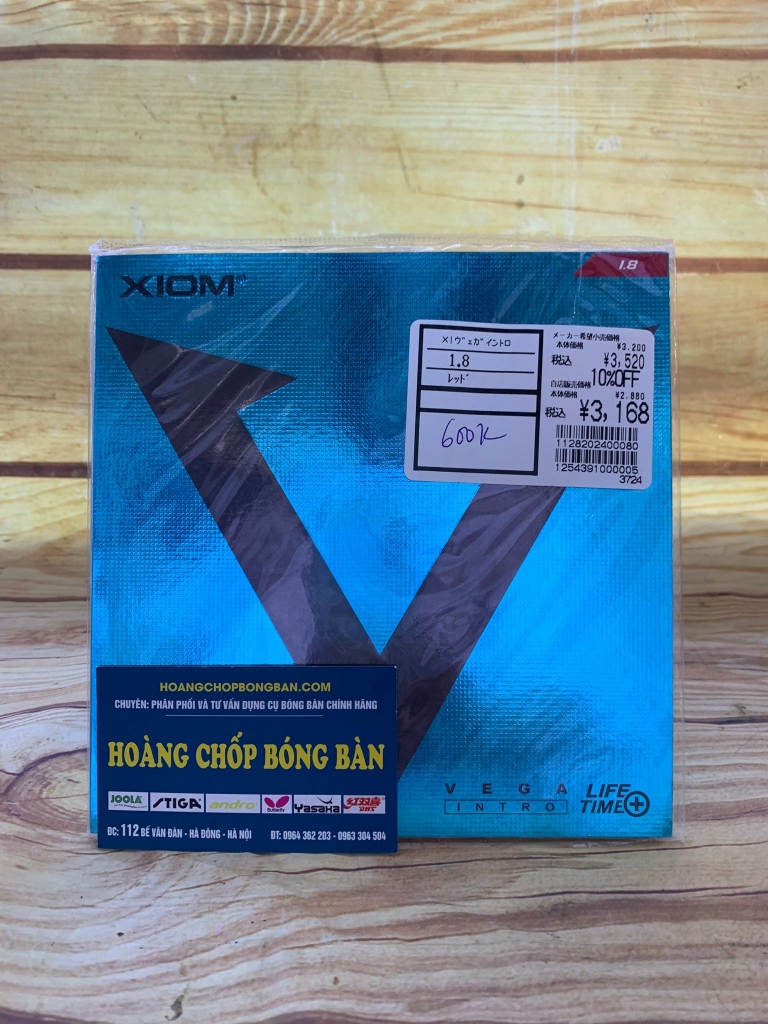 XIOM
1.8
XIヴェガイントロ
1.8
レッド
600K
メーカー希望小売価格
本体価格 ¥3,200
税込 ¥3,520
10%OFF
当店販売価格
本体価格 ¥2,880
税込 ¥3,168
1128202400080
1254391000005
3724
HOANGCHOPBONGBAN.COM
CHUYÊN: PHÂN PHỐI VÀ TƯ VẤN DỤNG CỤ BÓNG BÀN CHÍNH HÃNG
HOÀNG CHỐP BÓNG BÀN
JOOLA STIGA andro Butterfly Yasaka 红双喜 DHS
ĐC: 112 BẾ VĂN ĐÀN - HÀ ĐÔNG - HÀ NỘI ĐT: 0964 362 203 - 0963 304 504
VEGA
INTRO
LIFE
TIME+